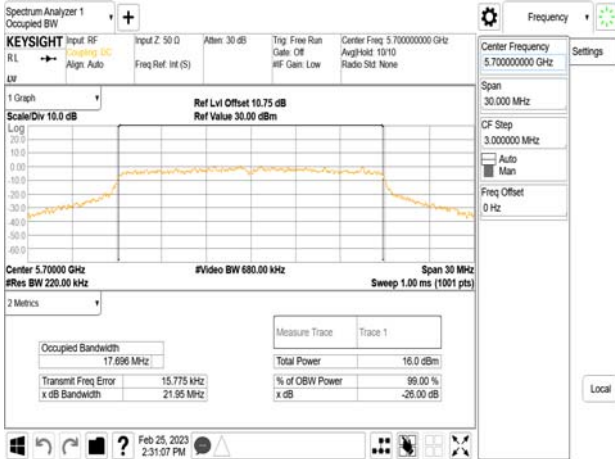 Spectrum Analyzer 1
Occupied BW
+
Frequency
KEYSIGHT
RL
Input: RF
Coupling: DC
Align: Auto
Input Z: 50 Ω
Freq Ref: Int (S)
Atten: 30 dB
Trig: Free Run
Gate: Off
#IF Gain: Low
Center Freq: 5.700000000 GHz
Avg|Hold: 10/10
Radio Std: None
LW
Center Frequency
5.700000000 GHz
Settings
Span
30.000 MHz
CF Step
3.000000 MHz
Auto
Man
Freq Offset
0 Hz
Local
1 Graph
Scale/Div 10.0 dB
Ref Lvl Offset 10.75 dB
Ref Value 30.00 dBm
Log
20.0
10.0
0.00
-10.0
-20.0
-30.0
-40.0
-50.0
-60.0
Center 5.70000 GHz
#Video BW 680.00 kHz
Span 30 MHz
#Res BW 220.00 kHz
Sweep 1.00 ms (1001 pts)
2 Metrics
Measure Trace Trace 1
Occupied Bandwidth
17.696 MHz
Total Power 16.0 dBm
Transmit Freq Error 15.775 kHz
% of OBW Power 99.00 %
x dB Bandwidth 21.95 MHz
x dB -26.00 dB
?
Feb 25, 2023
2:31:07 PM